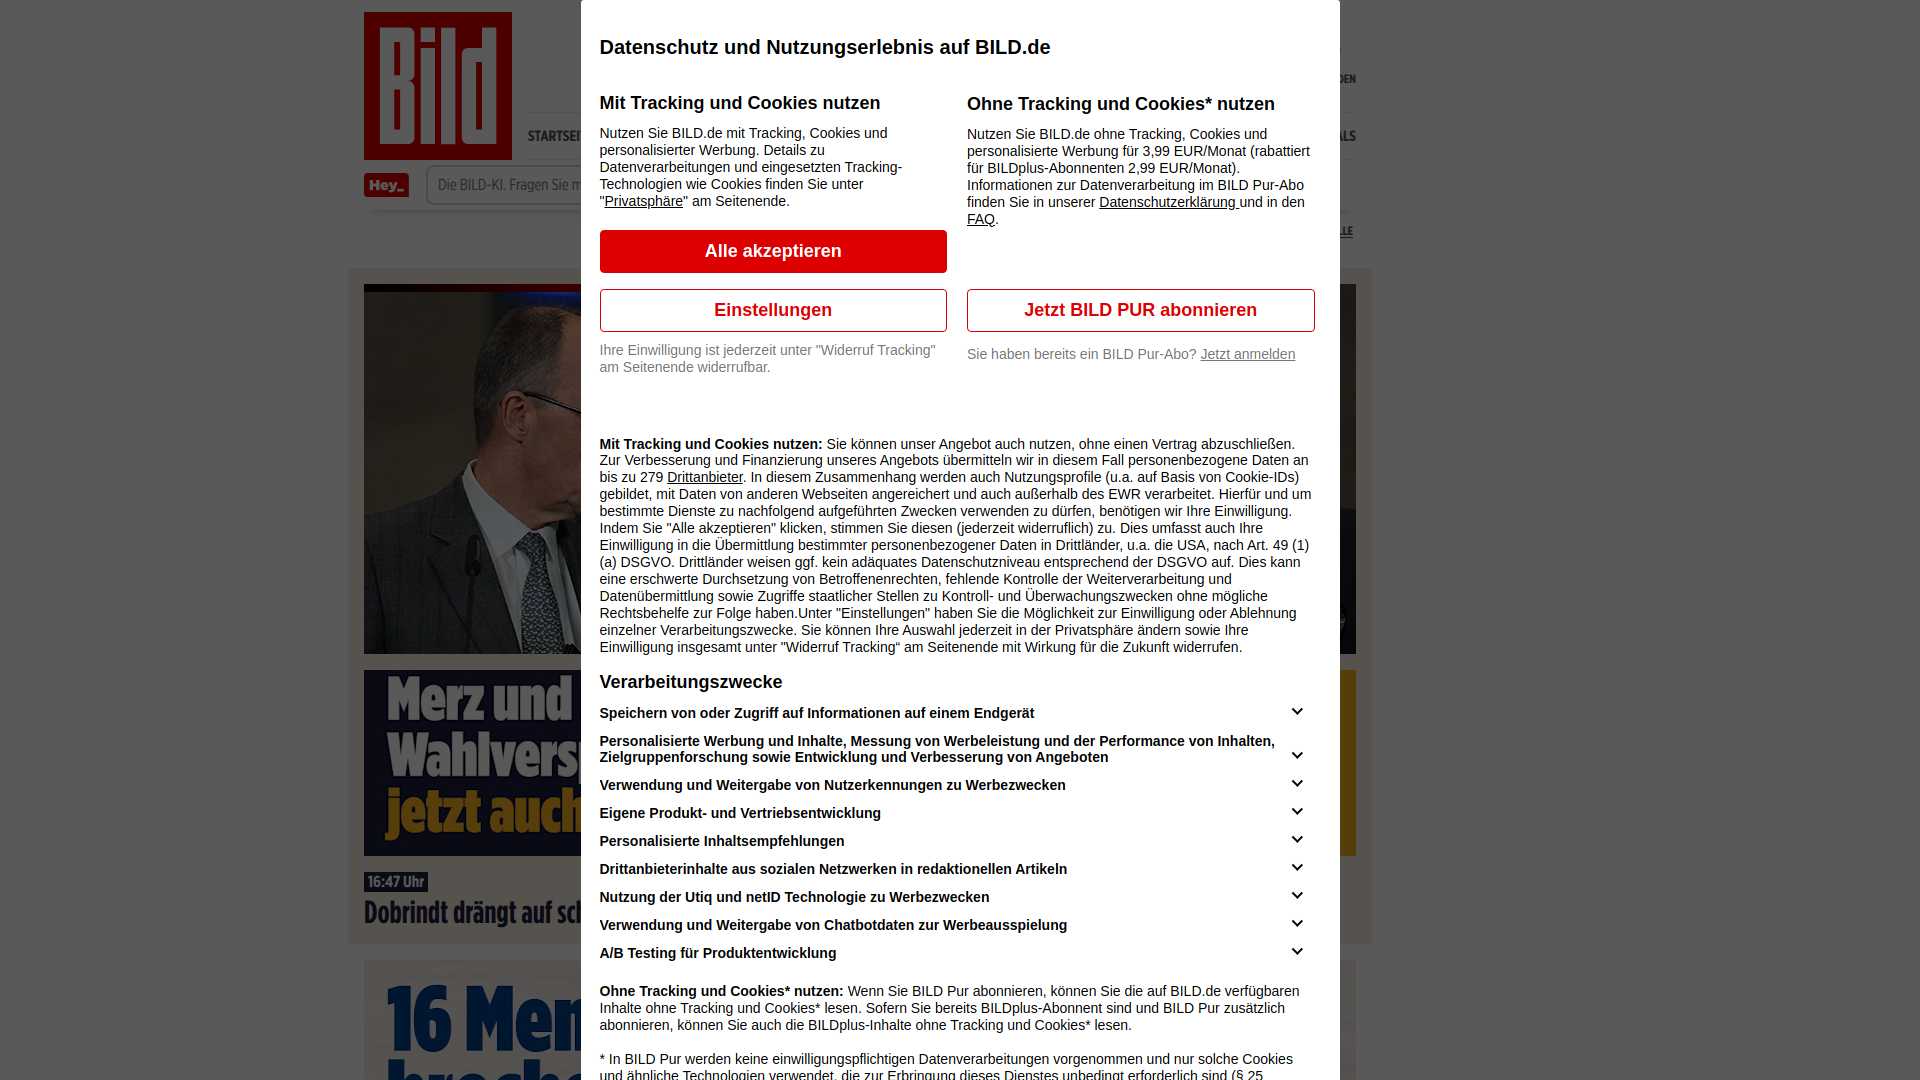 Bild
STARTSEI
Hey_
Die BILD-KI. Fragen Sie m
Datenschutz und Nutzungserlebnis auf BILD.de
Mit Tracking und Cookies nutzen
Nutzen Sie BILD.de mit Tracking, Cookies und
personalisierter Werbung. Details zu
Datenverarbeitungen und eingesetzten Tracking-
Technologien wie Cookies finden Sie unter
"Privatsphäre" am Seitenende.
Alle akzeptieren
Einstellungen
Ihre Einwilligung ist jederzeit unter "Widerruf Tracking"
am Seitenende widerrufbar.
Ohne Tracking und Cookies* nutzen
Nutzen Sie BILD.de ohne Tracking, Cookies und
personalisierte Werbung für 3,99 EUR/Monat (rabattiert
für BILDplus-Abonnenten 2,99 EUR/Monat).
Informationen zur Datenverarbeitung im BILD Pur-Abo
finden Sie in unserer Datenschutzerklärung und in den
FAQ.
Jetzt BILD PUR abonnieren
Sie haben bereits ein BILD Pur-Abo? Jetzt anmelden
Mit Tracking und Cookies nutzen: Sie können unser Angebot auch nutzen, ohne einen Vertrag abzuschließen.
Zur Verbesserung und Finanzierung unseres Angebots übermitteln wir in diesem Fall personenbezogene Daten an
bis zu 279 Drittanbieter. In diesem Zusammenhang werden auch Nutzungsprofile (u.a. auf Basis von Cookie-IDs)
gebildet, mit Daten von anderen Webseiten angereichert und auch außerhalb des EWR verarbeitet. Hierfür und um
bestimmte Dienste zu nachfolgend aufgeführten Zwecken verwenden zu dürfen, benötigen wir Ihre Einwilligung.
Indem Sie "Alle akzeptieren" klicken, stimmen Sie diesen (jederzeit widerruflich) zu. Dies umfasst auch Ihre
Einwilligung in die Übermittlung bestimmter personenbezogener Daten in Drittländer, u.a. die USA, nach Art. 49 (1)
(a) DSGVO. Drittländer weisen ggf. kein adäquates Datenschutzniveau entsprechend der DSGVO auf. Dies kann
eine erschwerte Durchsetzung von Betroffenenrechten, fehlende Kontrolle der Weiterverarbeitung und
Datenübermittlung sowie Zugriffe staatlicher Stellen zu Kontroll- und Überwachungszwecken ohne mögliche
Rechtsbehelfe zur Folge haben.Unter "Einstellungen" haben Sie die Möglichkeit zur Einwilligung oder Ablehnung
einzelner Verarbeitungszwecke. Sie können Ihre Auswahl jederzeit in der Privatsphäre ändern sowie Ihre
Einwilligung insgesamt unter "Widerruf Tracking“ am Seitenende mit Wirkung für die Zukunft widerrufen.
Verarbeitungszwecke
Speichern von oder Zugriff auf Informationen auf einem Endgerät
Personalisierte Werbung und Inhalte, Messung von Werbeleistung und der Performance von Inhalten,
Zielgruppenforschung sowie Entwicklung und Verbesserung von Angeboten
Verwendung und Weitergabe von Nutzerkennungen zu Werbezwecken
Eigene Produkt- und Vertriebsentwicklung
Personalisierte Inhaltsempfehlungen
Drittanbieterinhalte aus sozialen Netzwerken in redaktionellen Artikeln
Nutzung der Utiq und netID Technologie zu Werbezwecken
Verwendung und Weitergabe von Chatbotdaten zur Werbeausspielung
A/B Testing für Produktentwicklung
Ohne Tracking und Cookies* nutzen: Wenn Sie BILD Pur abonnieren, können Sie die auf BILD.de verfügbaren
Inhalte ohne Tracking und Cookies* lesen. Sofern Sie bereits BILDplus-Abonnent sind und BILD Pur zusätzlich
abonnieren, können Sie auch die BILDplus-Inhalte ohne Tracking und Cookies* lesen.
* In BILD Pur werden keine einwilligungspflichtigen Datenverarbeitungen vorgenommen und nur solche Cookies
und ähnliche Technologien verwendet, die zur Erbringung dieses Dienstes unbedingt erforderlich sind (§ 25
DEN
ALS
LLE
Merz und
Wahlversp
jetzt auch
16:47 Uhr
Dobrindt drängt auf sch
16 Men